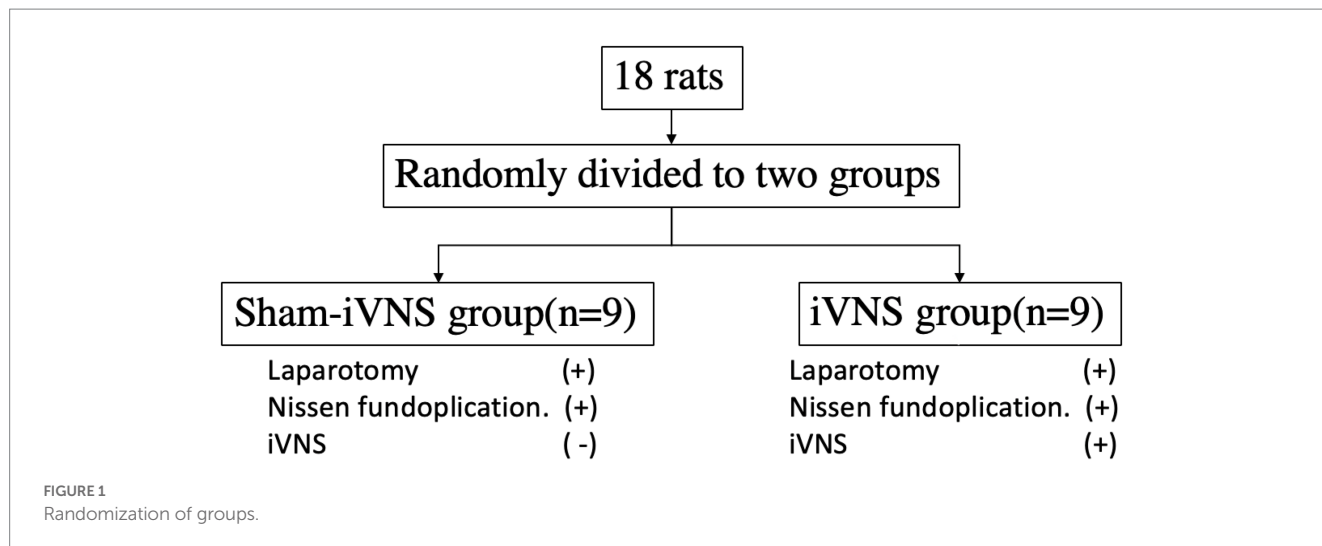 18 rats
Randomly divided to two groups
Sham-iVNS group(n=9)
Laparotomy (+)
Nissen fundoplication. (+)
iVNS ( -)
iVNS group(n=9)
Laparotomy (+)
Nissen fundoplication. (+)
iVNS (+)
FIGURE 1
Randomization of groups.